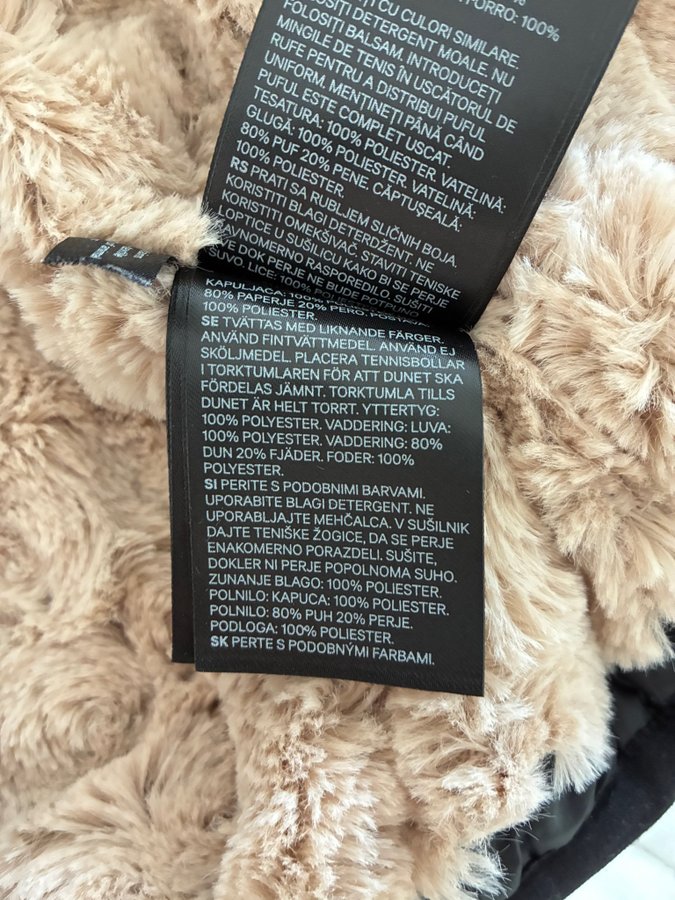 PURRO: 100%
CU CULORI SIMILARE.
FOLOSIȚI DETERGENT MOALE. NU
FOLOSIȚI BALSAM. INTRODUCEȚI
MINGILE DE TENIS ÎN USCĂTORUL DE
RUFE PENTRU A DISTRIBUI PUFUL
UNIFORM. MENȚINEȚI PÂNĂ CÂND
PUFUL ESTE COMPLET USCAT.
TESATURA: 100% POLIESTER. VATELINĂ
GLUGĂ: 100% POLIESTER. VATELINĂ:
80% PUF 20% PENE. CĂPTUȘEALĂ:
100% POLIESTER.
RS PRATI SA RUBLJEM SLIČNIH BOJA.
KORISTITI BLAGI DETERDŽENT. NE
KORISTITI OMEKŠIVAČ. STAVITI TENISKE
LOPTICE U SUŠILICU KAKO BI SE PERJE
RAVNOMERNO RASPOREDILO. SUŠITI
SVE DOK PERJE NE BUDE POTPUNO
SUVO. LICE: 100%
KAPULJAČA: 100%
80% PAPERJE 20% PERO.
100% POLIESTER.
SE TVÄTTAS MED LIKNANDE FÄRGER.
ANVÄND FINTVÄTTMEDEL. ANVÄND EJ
SKÖLJMEDEL. PLACERA TENNISBOLLAR
I TORKTUMLAREN FÖR ATT DUNET SKA
FÖRDELAS JÄMNT. TORKTUMLA TILLS
DUNET ÄR HELT TORRT. YTTERTYG:
100% POLYESTER. VADDERING: LUVA:
100% POLYESTER. VADDERING: 80%
DUN 20% FJÄDER. FODER: 100%
POLYESTER.
SI PERITE S PODOBNIMI BARVAMI.
UPORABITE BLAGI DETERGENT. NE
UPORABLJAJTE MEHČALCA. V SUŠILNIK
DAJTE TENIŠKE ŽOGICE, DA SE PERJE
ENAKOMERNO PORAZDELI. SUŠITE,
DOKLER NI PERJE POPOLNOMA SUHO.
ZUNANJE BLAGO: 100% POLIESTER.
POLNILO: KAPUCA: 100% POLIESTER.
POLNILO: 80% PUH 20% PERJE.
PODLOGA: 100% POLIESTER.
SK PERTE S PODOBNÝMI FARBAMI.